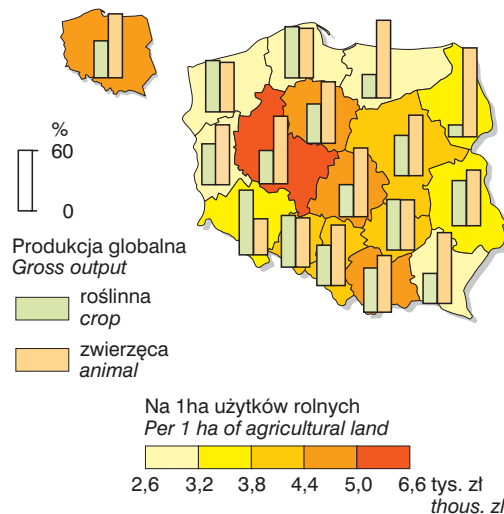 %
60
0
Produkcja globalna
Gross output
roślinna
crop
zwierzęca
animal
Na 1ha użytków rolnych
Per 1 ha of agricultural land
2,6 3,2 3,8 4,4 5,0 6,6 tys. zł
thous. zl